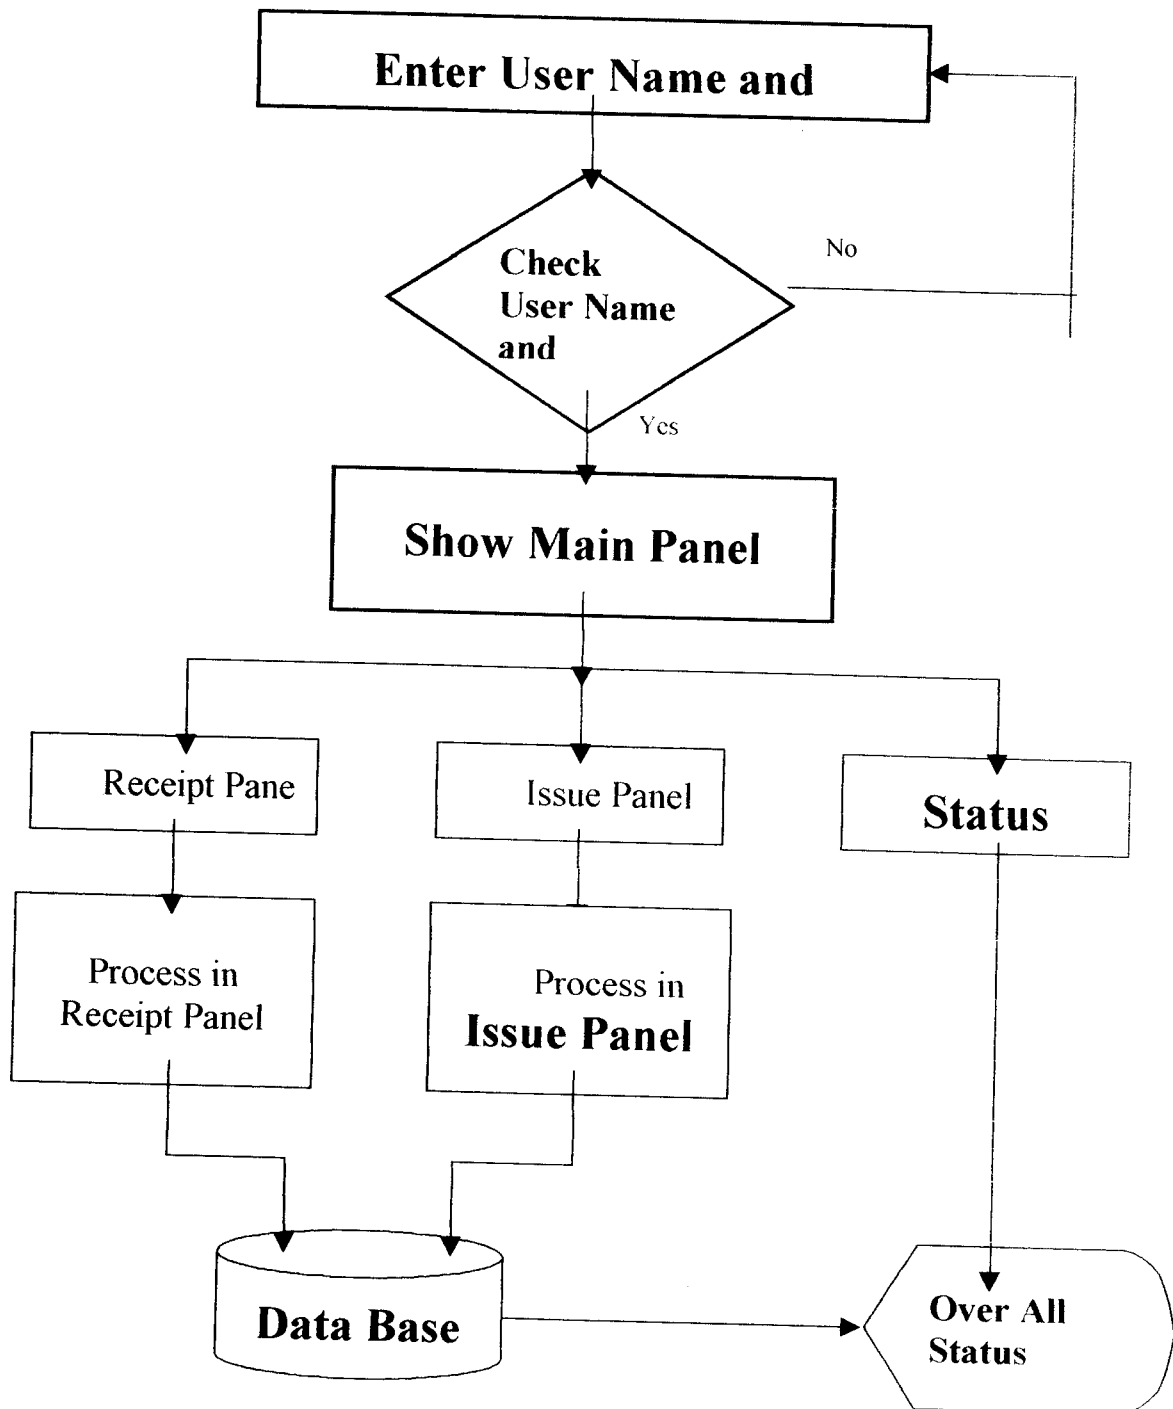 Enter User Name and
Check
User Name
and
No
Yes
Show Main Panel
Receipt Pane
Issue Panel
Status
Process in
Receipt Panel
Process in
Issue Panel
Data Base
Over All
Status